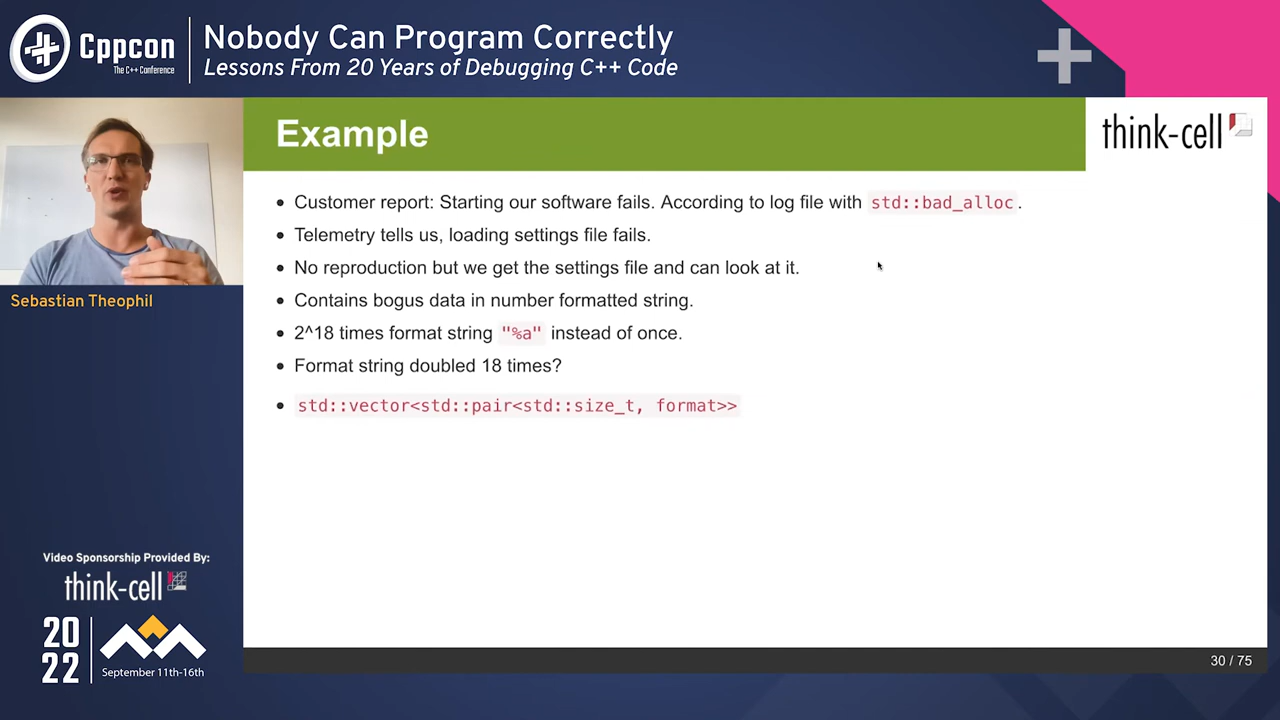 Cppcon
The C++ Conference
Nobody Can Program Correctly
Lessons From 20 Years of Debugging C++ Code
Example
think-cell
Customer report: Starting our software fails. According to log file with std::bad_alloc.
Telemetry tells us, loading settings file fails.
No reproduction but we get the settings file and can look at it.
Contains bogus data in number formatted string.
2^18 times format string "%a" instead of once.
Format string doubled 18 times?
std::vector<std::pair<std::size_t, format>>
Sebastian Theophil
Video Sponsorship Provided By:
think-cell
20
22
September 11th-16th
30 / 75